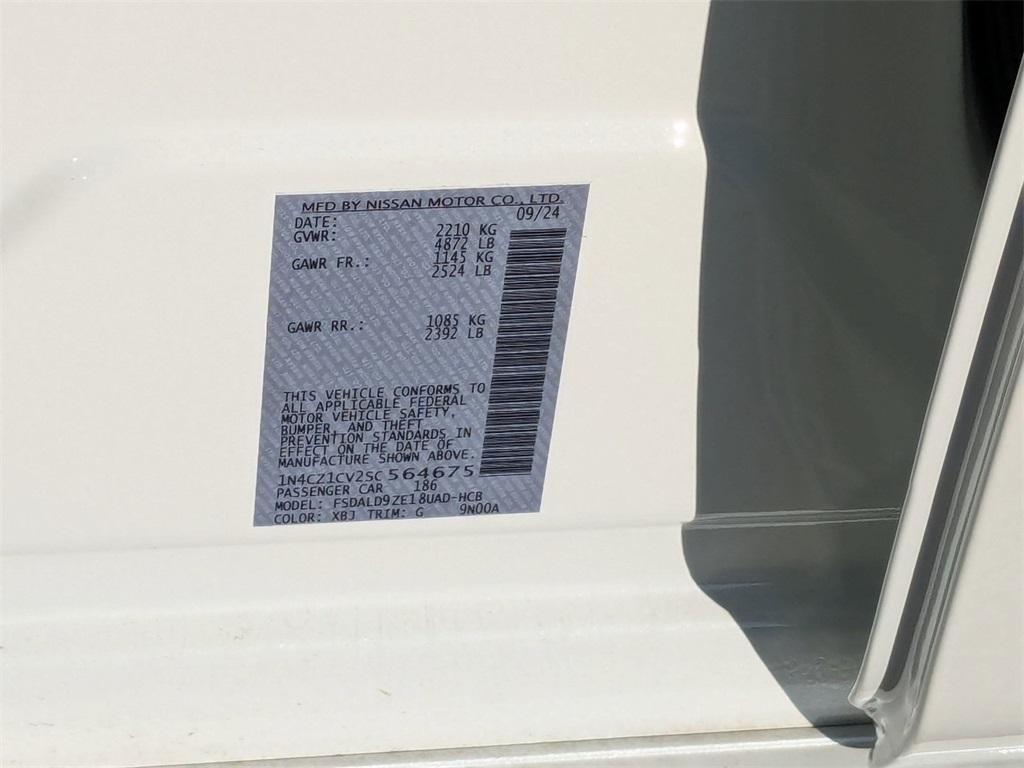 MFD BY NISSAN MOTOR CO., LTD.
DATE: 09/24
GVWR: 2210 KG
4872 LB
GAWR FR.: 1145 KG
2524 LB
GAWR RR.: 1085 KG
2392 LB
THIS VEHICLE CONFORMS TO
ALL APPLICABLE FEDERAL
MOTOR VEHICLE SAFETY,
BUMPER, AND THEFT
PREVENTION STANDARDS IN
EFFECT ON THE DATE OF
MANUFACTURE SHOWN ABOVE.
1N4CZ1CV2SC564675
PASSENGER CAR 186
MODEL: FSDALD9ZE18UAD-HCB
COLOR: XBJ TRIM: G 9N00A